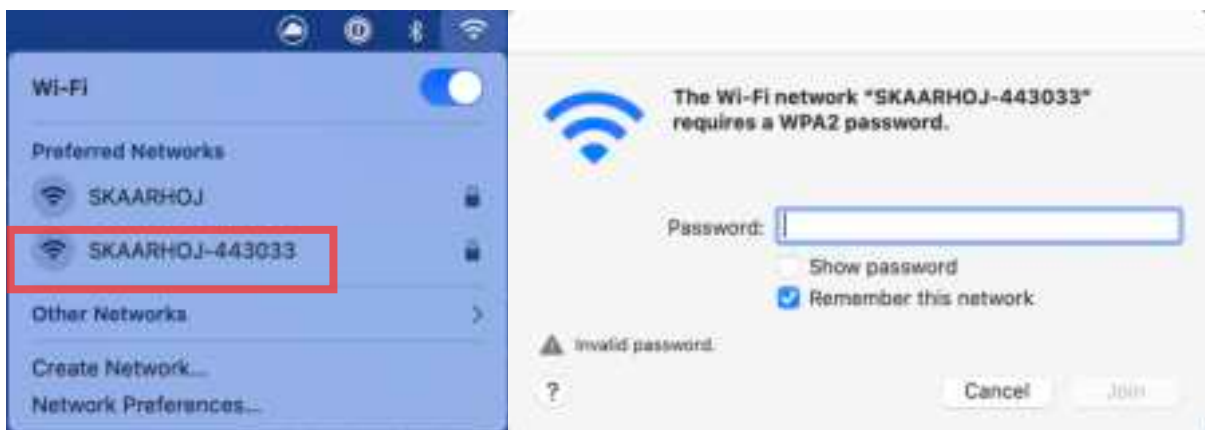 Wi-Fi
Preferred Networks
SKAARHOJ
SKAARHOJ-443033
Other Networks
Create Network...
Network Preferences...
The Wi-Fi network "SKAARHOJ-443033"
requires a WPA2 password.
Password:
Show password
Remember this network
Invalid password.
?
Cancel
Join